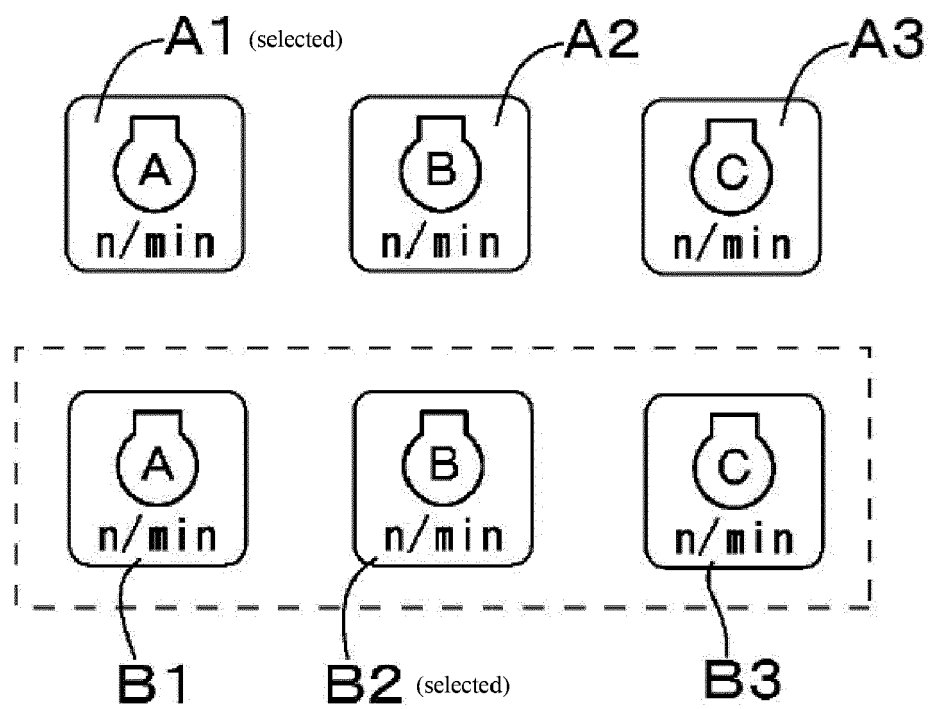 A1 (selected) A2 A3
A B C
n/min n/min n/min
A B C
n/min n/min n/min
B1 B2 (selected) B3